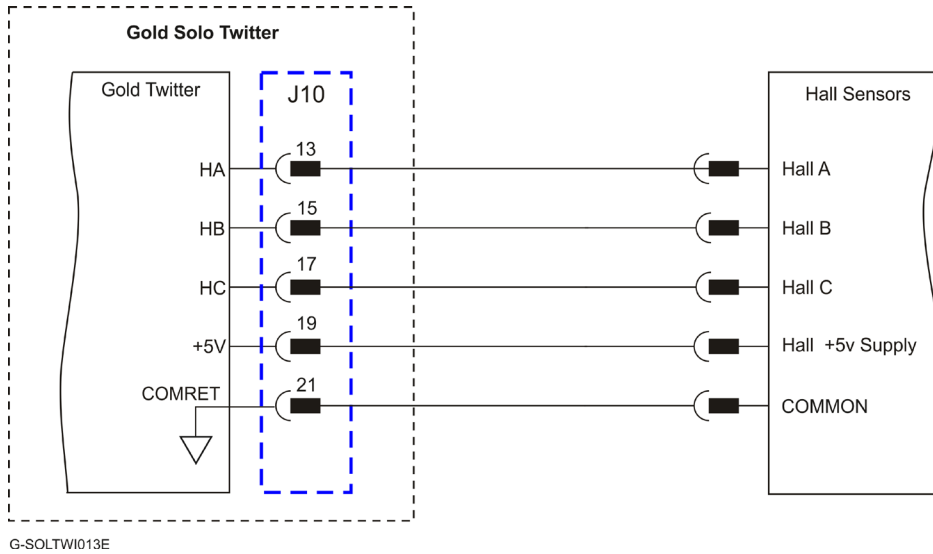 Gold Solo Twitter
Gold Twitter
J10
Hall Sensors
HA
13
Hall A
HB
15
Hall B
HC
17
Hall C
+5V
19
Hall +5v Supply
COMRET
21
COMMON
G-SOLTWI013E